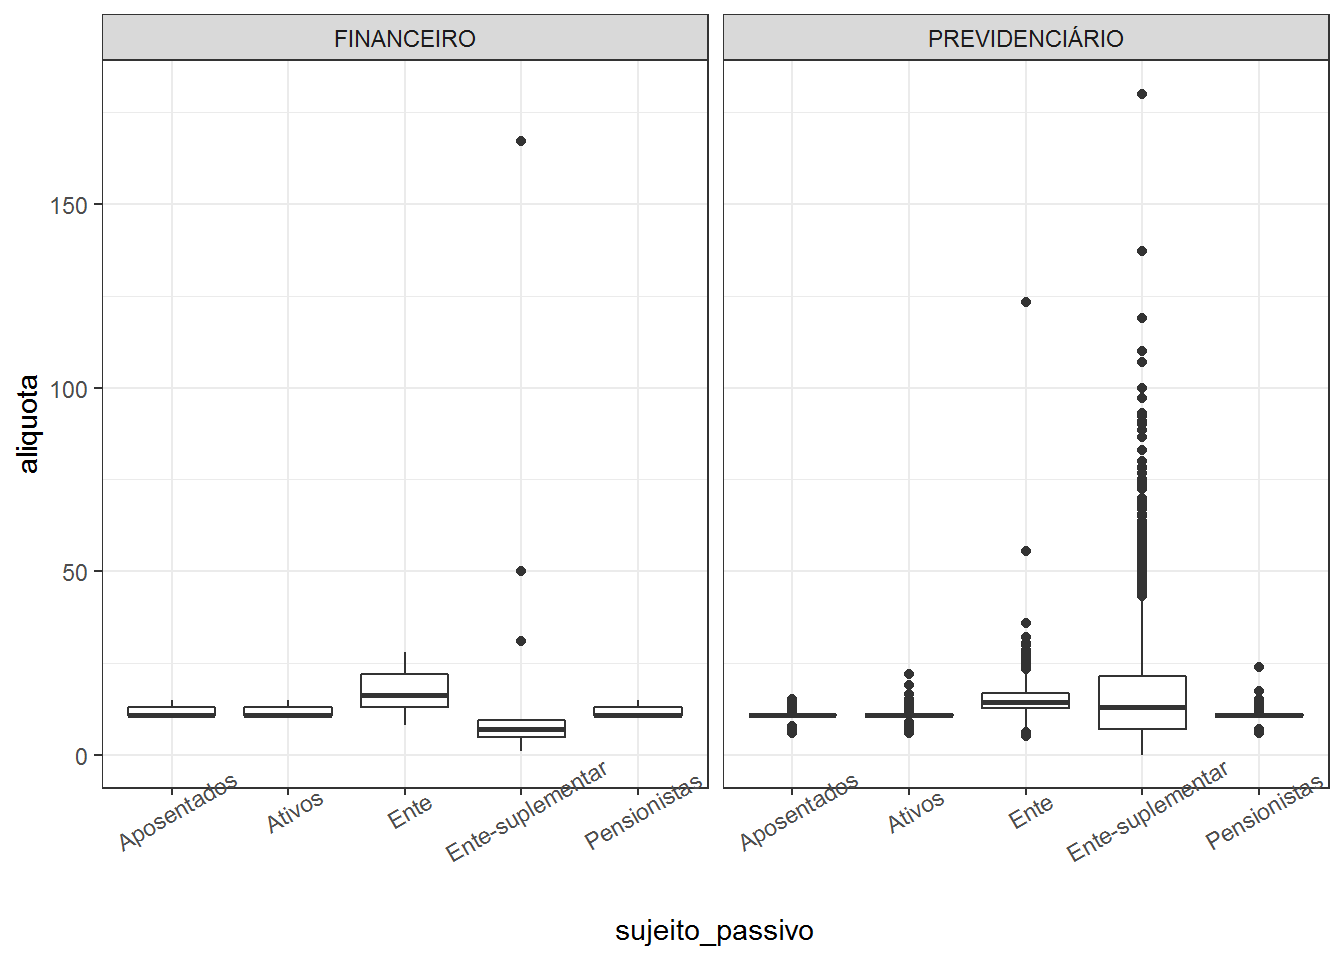 FINANCEIRO
PREVIDENCIÁRIO
aliquota
150
100
50
0
Aposentados
Ativos
Ente
Ente-suplementar
Pensionistas
Aposentados
Ativos
Ente
Ente-suplementar
Pensionistas
sujeito_passivo